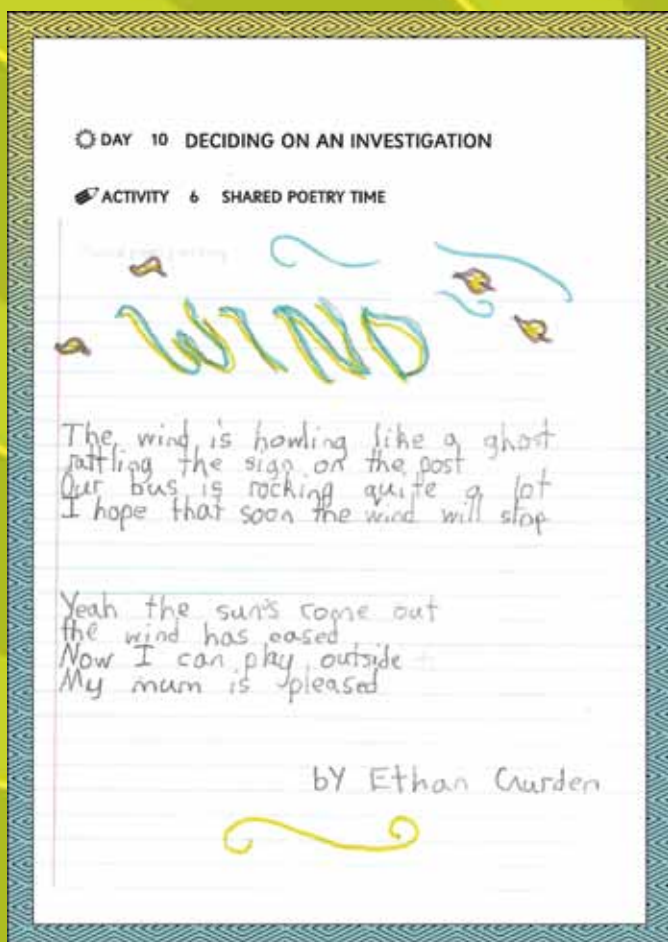 DAY 10 DECIDING ON AN INVESTIGATION
ACTIVITY 6 SHARED POETRY TIME
WIND
The wind is howling like a ghost
rattling the sign on the post
Our bus is rocking quite a lot
I hope that soon the wind will stop
Yeah the sun's come out
the wind has eased
Now I can play outside
My mum is pleased
by Ethan